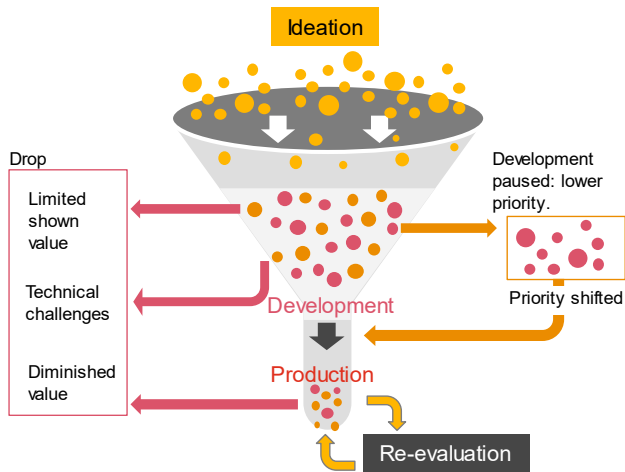 Ideation
Drop
Limited
shown
value
Technical
challenges
Diminished
value
Development
paused: lower
priority.
Priority shifted
Development
Production
Re-evaluation